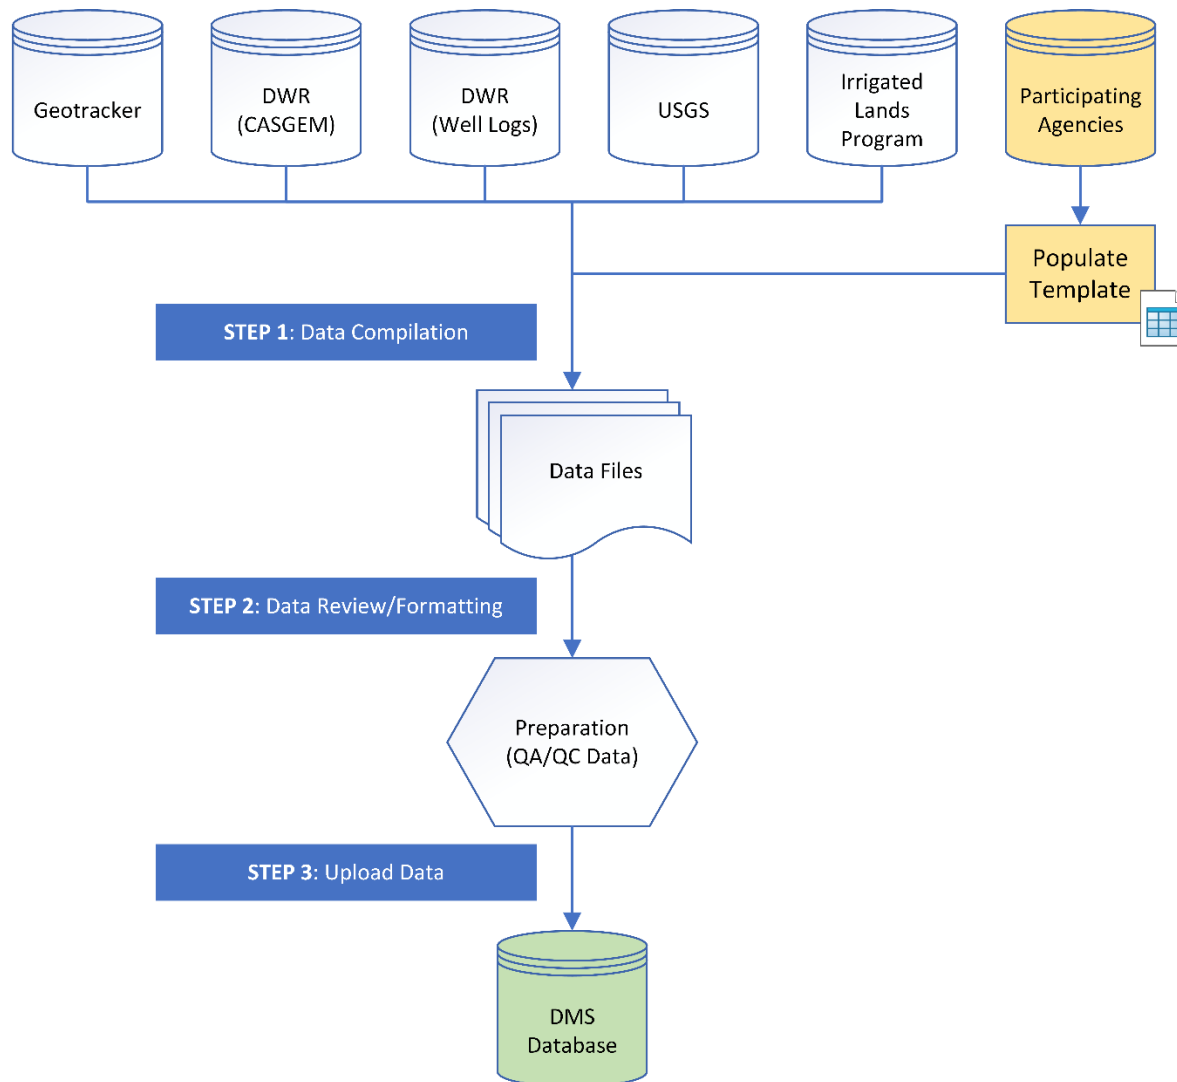 Geotracker
DWR
(CASGEM)
DWR
(Well Logs)
USGS
Irrigated
Lands
Program
Participating
Agencies
Populate
Template
STEP 1: Data Compilation
Data Files
STEP 2: Data Review/Formatting
Preparation
(QA/QC Data)
STEP 3: Upload Data
DMS
Database